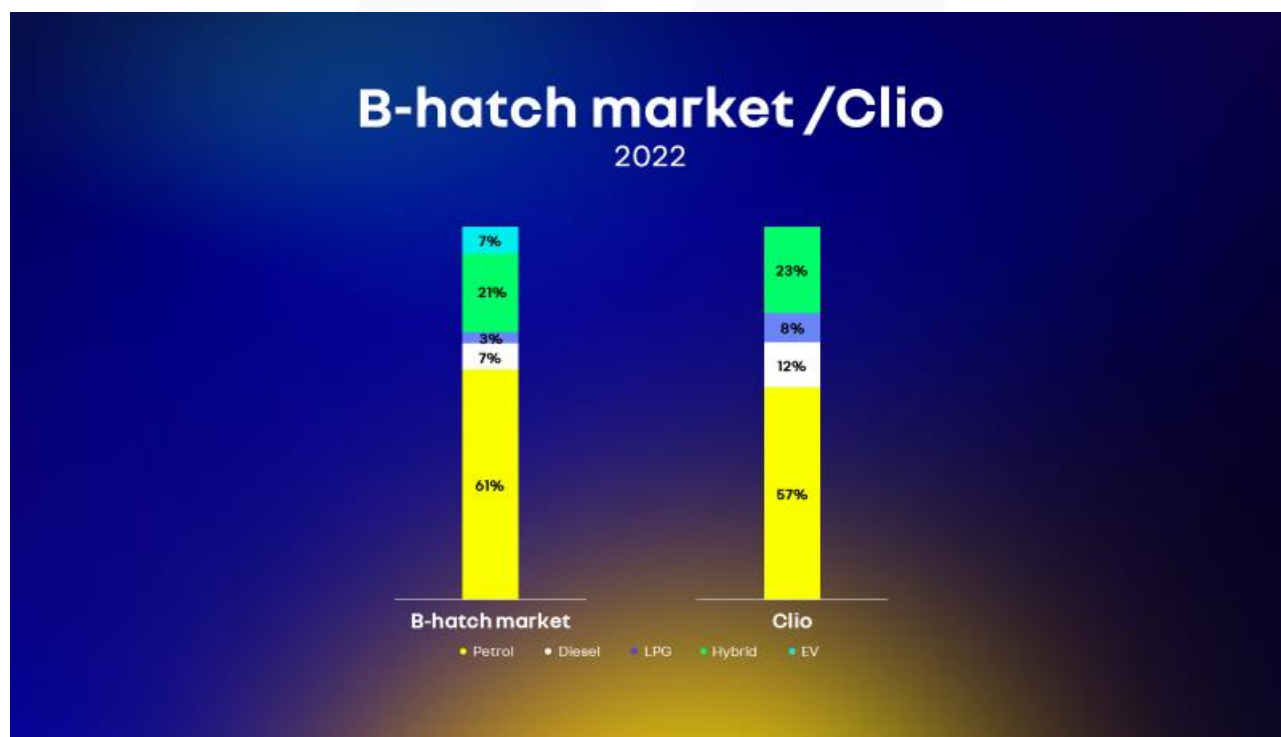 B-hatch market /Clio
2022
7%
21%
3%
7%
61%
23%
8%
12%
57%
B-hatch market
Clio
Petrol Diesel LPG Hybrid EV